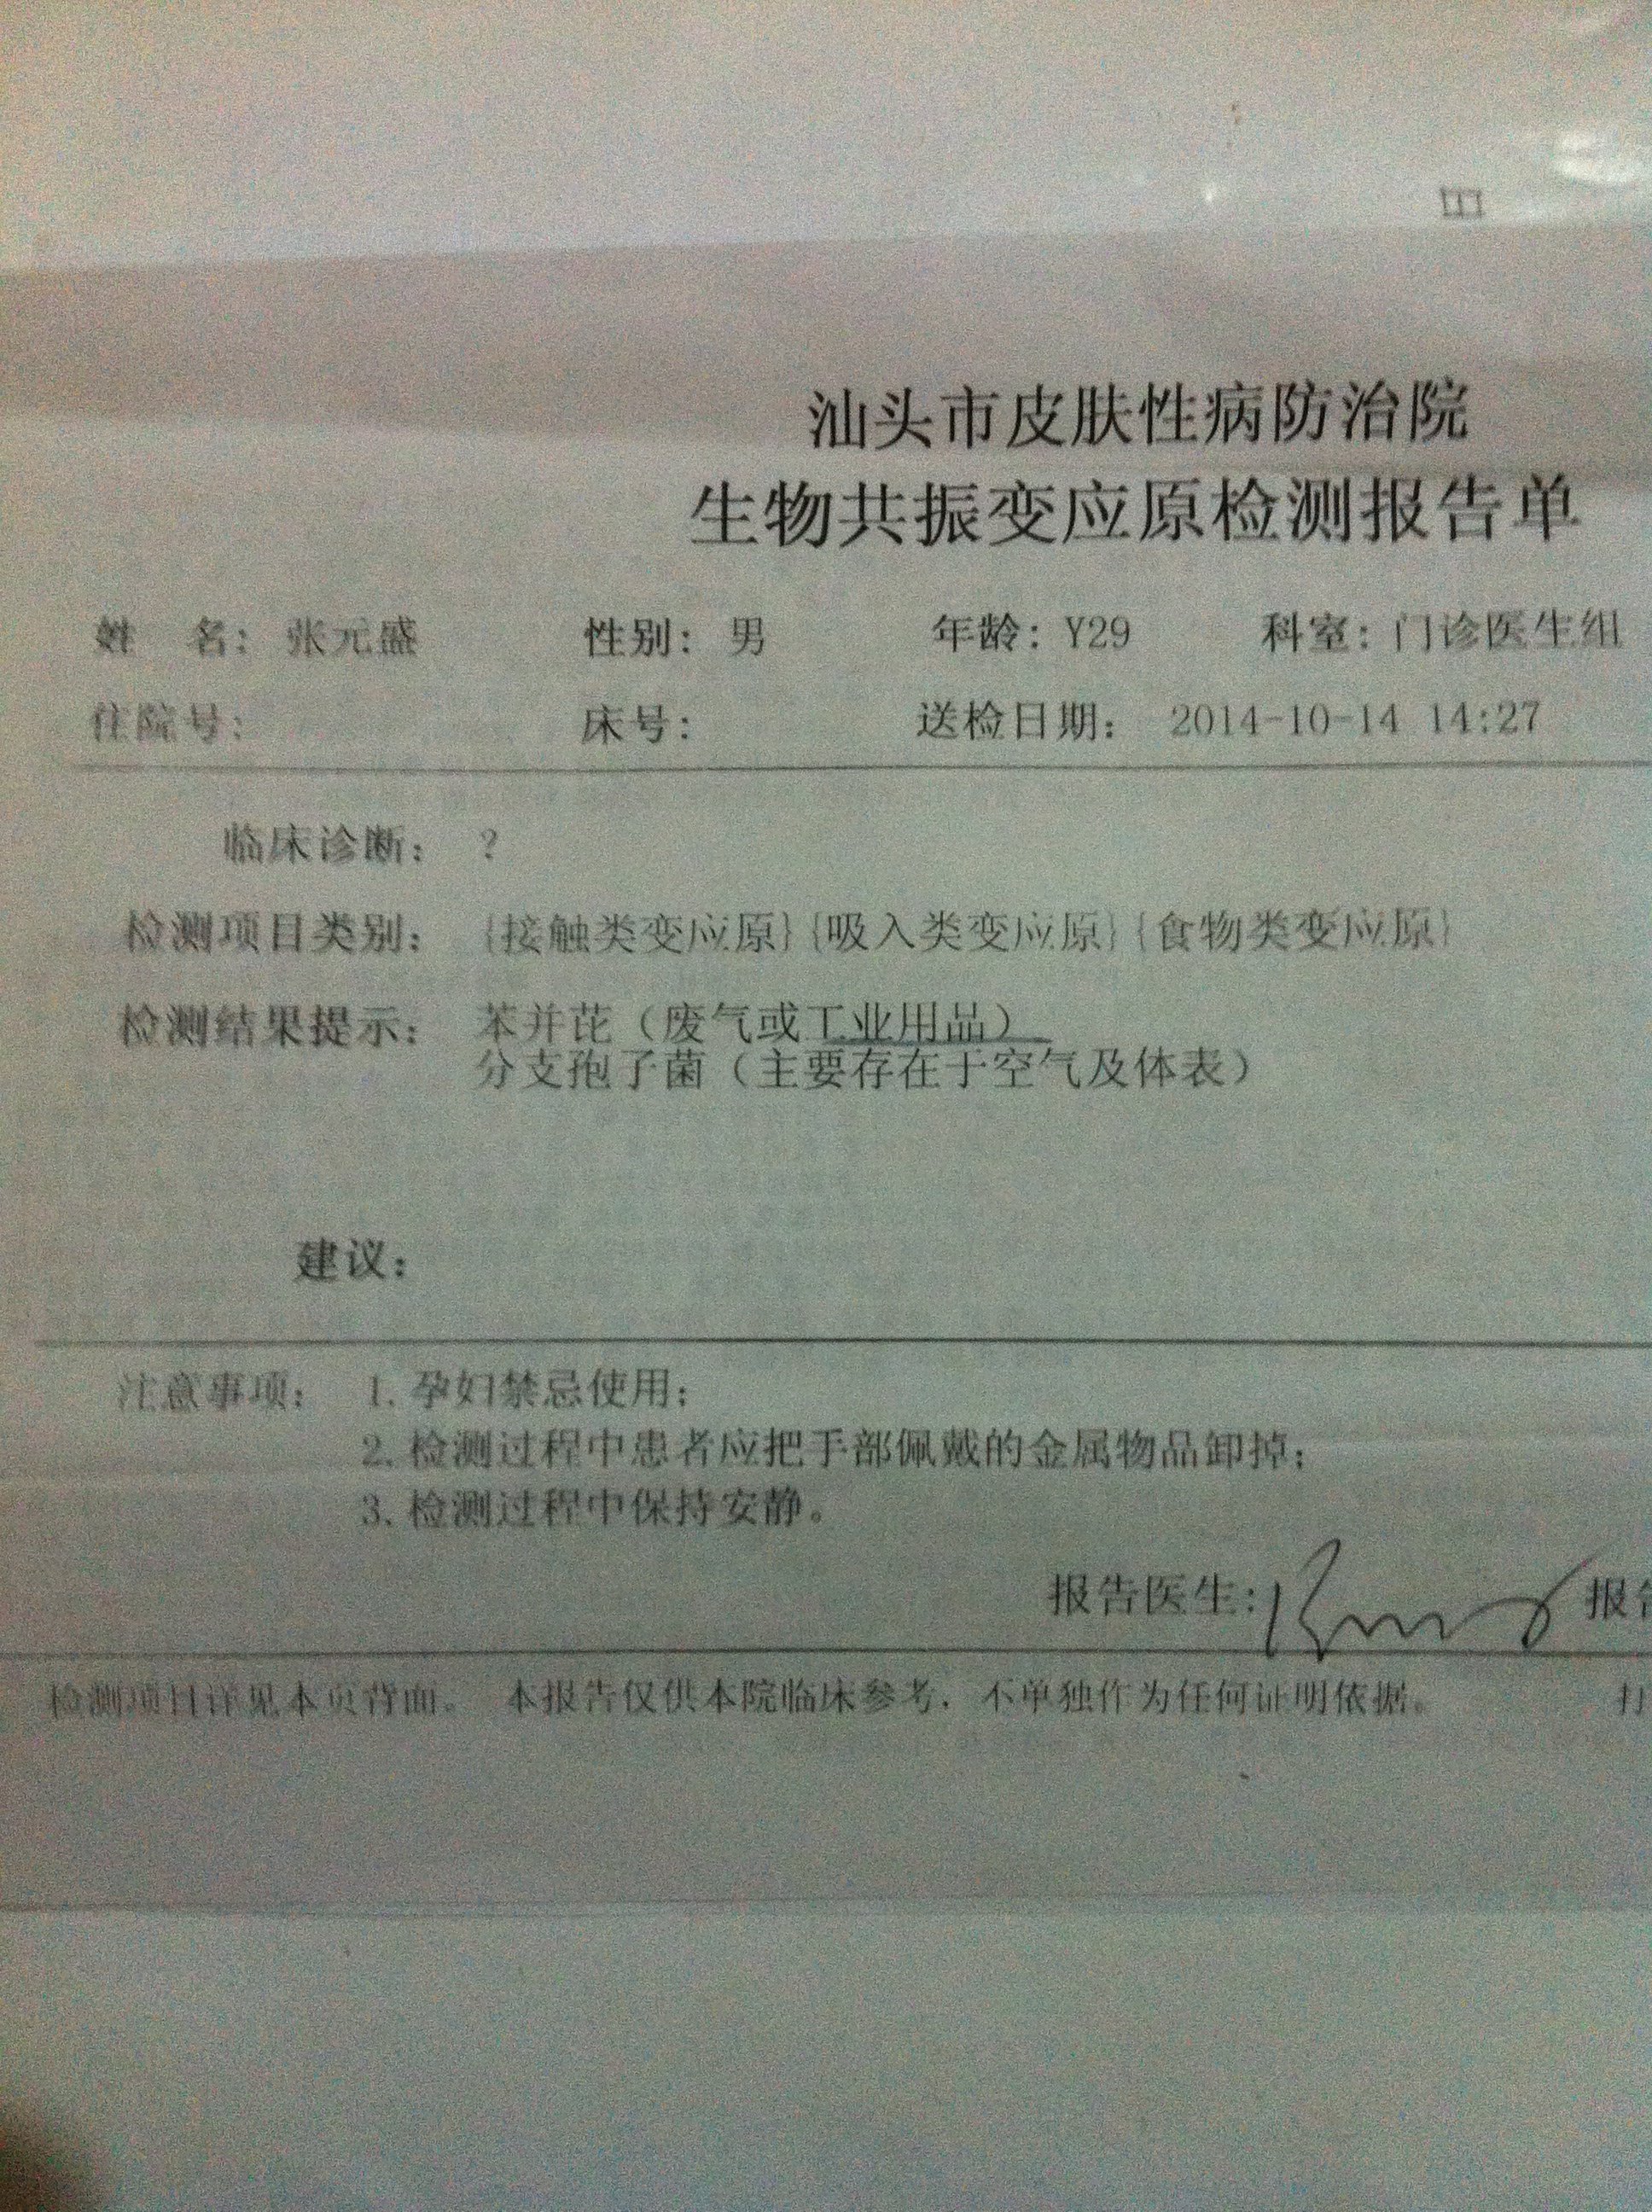 汕头市皮肤性病防治院
生物共振变应原检测报告单
姓 名: 张元盛 性别: 男 年龄: Y29 科室: 门诊医生组
住院号: 床号: 送检日期: 2014-10-14 14:27
临床诊断: ?
检测项目类别: {接触类变应原}{吸入类变应原}{食物类变应原}
检测结果提示: 苯并芘（废气或工业用品）
分支孢子菌（主要存在于空气及体表）
建议:
注意事项: 1. 孕妇禁忌使用;
2. 检测过程中患者应把手部佩戴的金属物品卸掉;
3. 检测过程中保持安静。
报告医生: 报告
检测项目详见本页背面。 本报告仅供本院临床参考, 不单独作为任何证明依据。 打